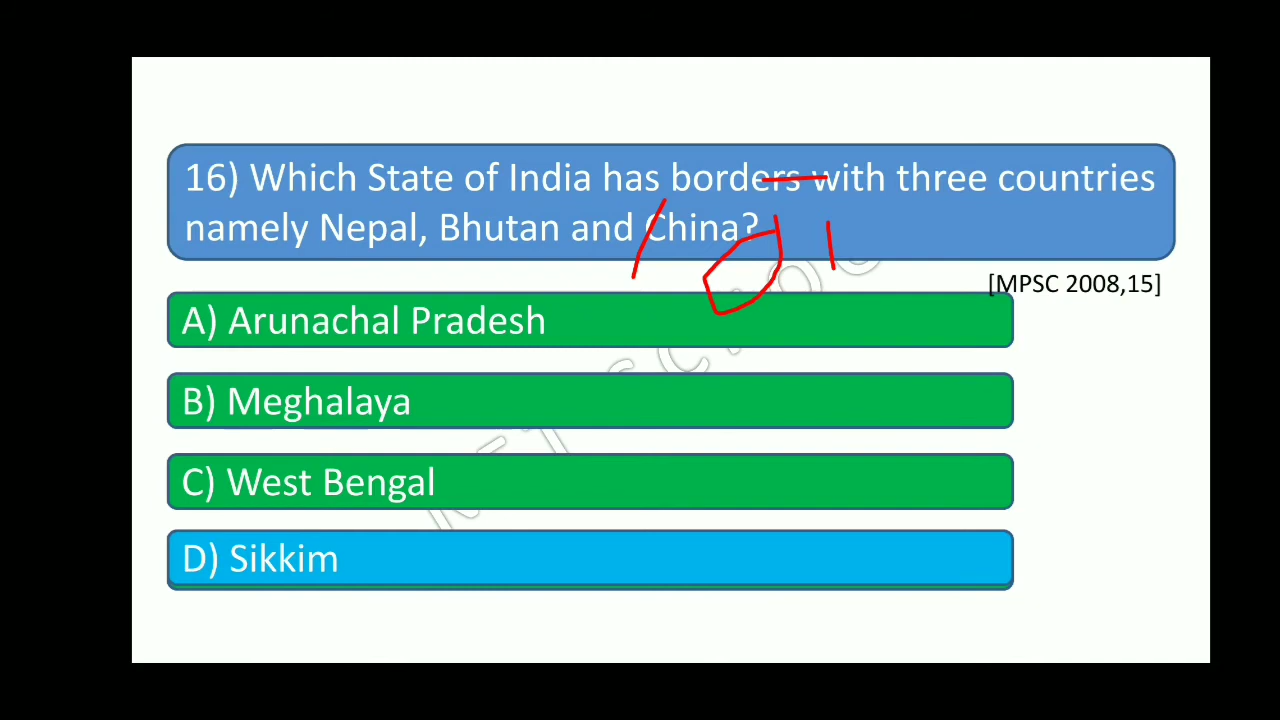 16) Which State of India has borders with three countries
namely Nepal, Bhutan and China?
[MPSC 2008,15]
A) Arunachal Pradesh
B) Meghalaya
C) West Bengal
D) Sikkim